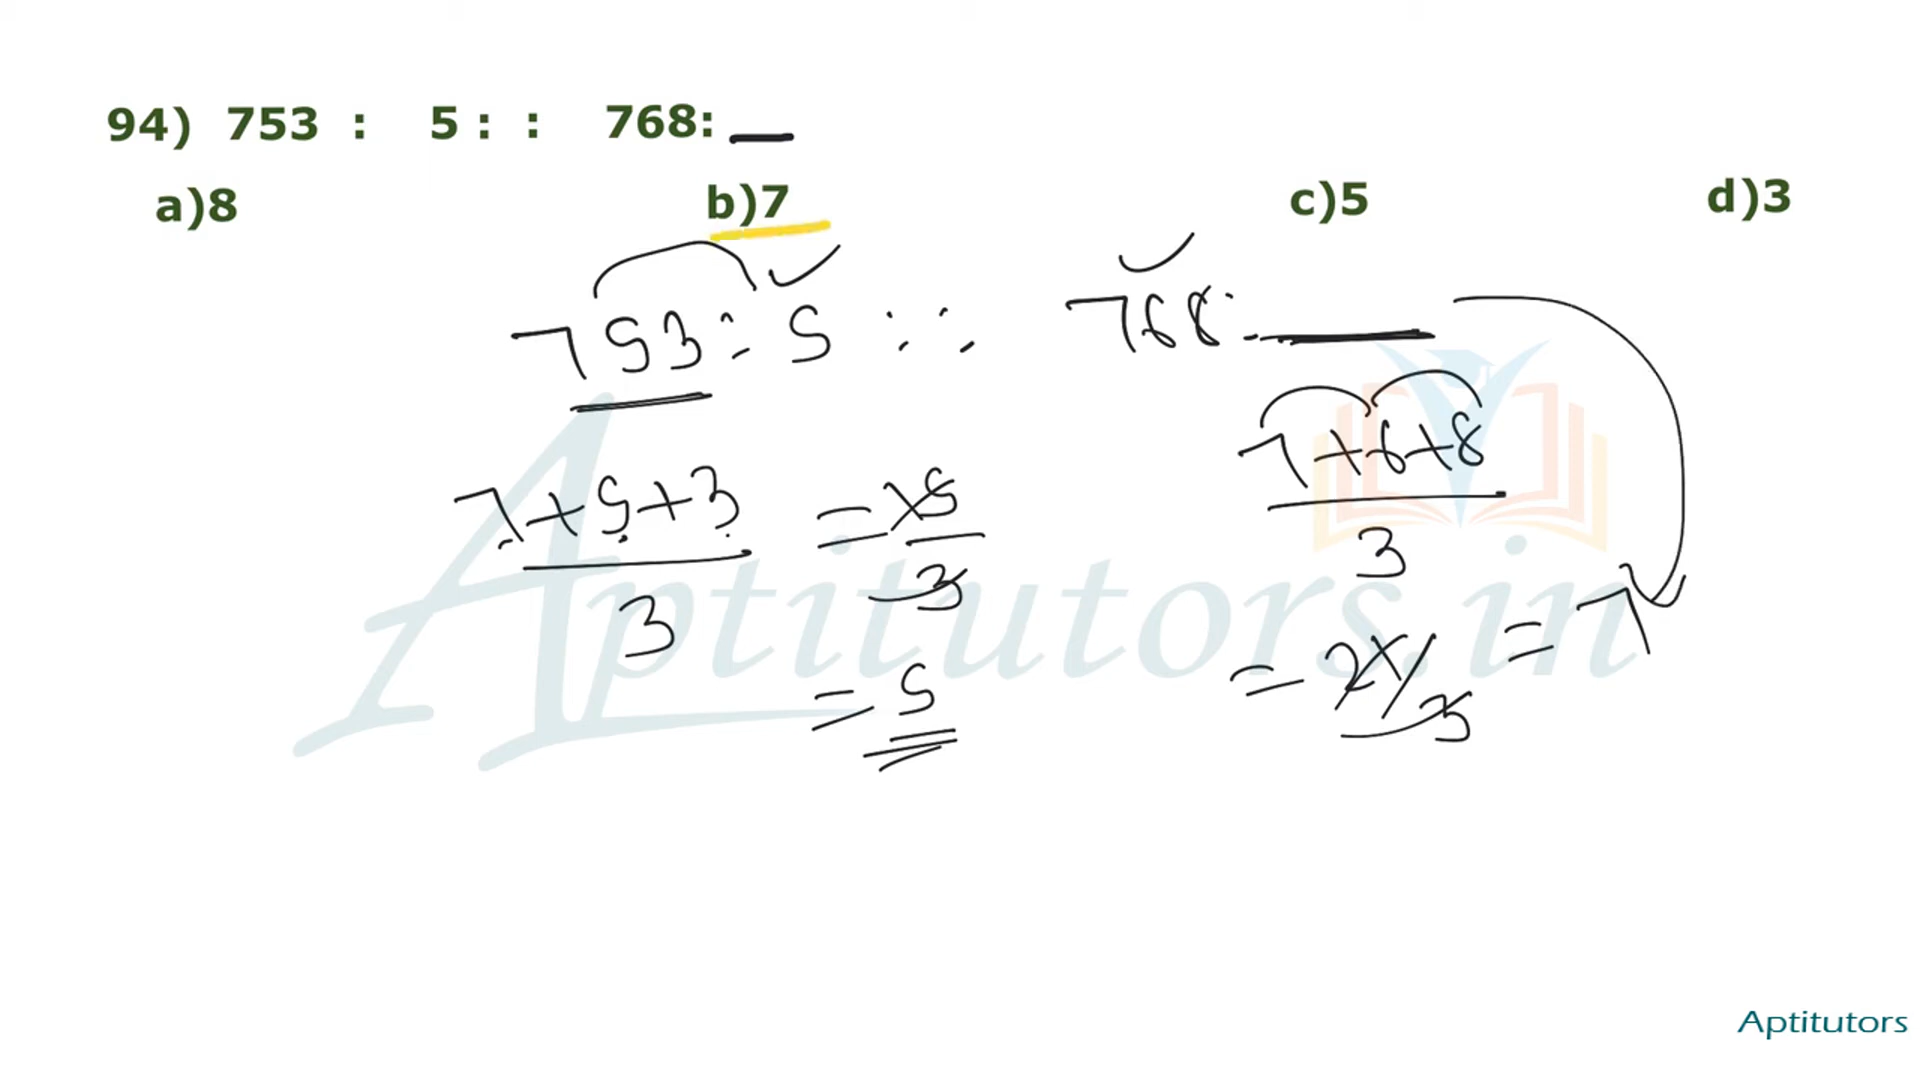 94) 753 : 5 : : 768: __
a)8 b)7 c)5 d)3
753 : 5 : : 768: __
7+5+3 = 15 7+6+8
3 3 3
= 5 = 21/3 = 7
Aptitutors.in
Aptitutors